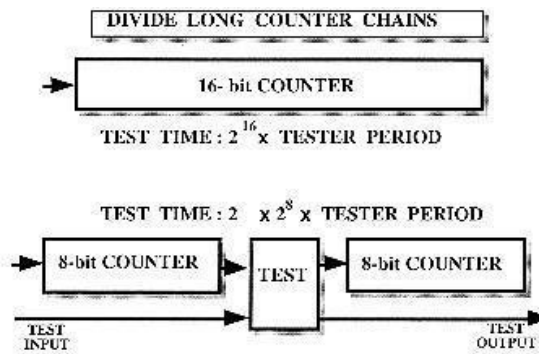 DIVIDE LONG COUNTER CHAINS
16- bit COUNTER
TEST TIME : 2^16 x TESTER PERIOD
TEST TIME : 2 x 2^8 x TESTER PERIOD
8-bit COUNTER
TEST
8-bit COUNTER
TEST INPUT
TEST OUTPUT